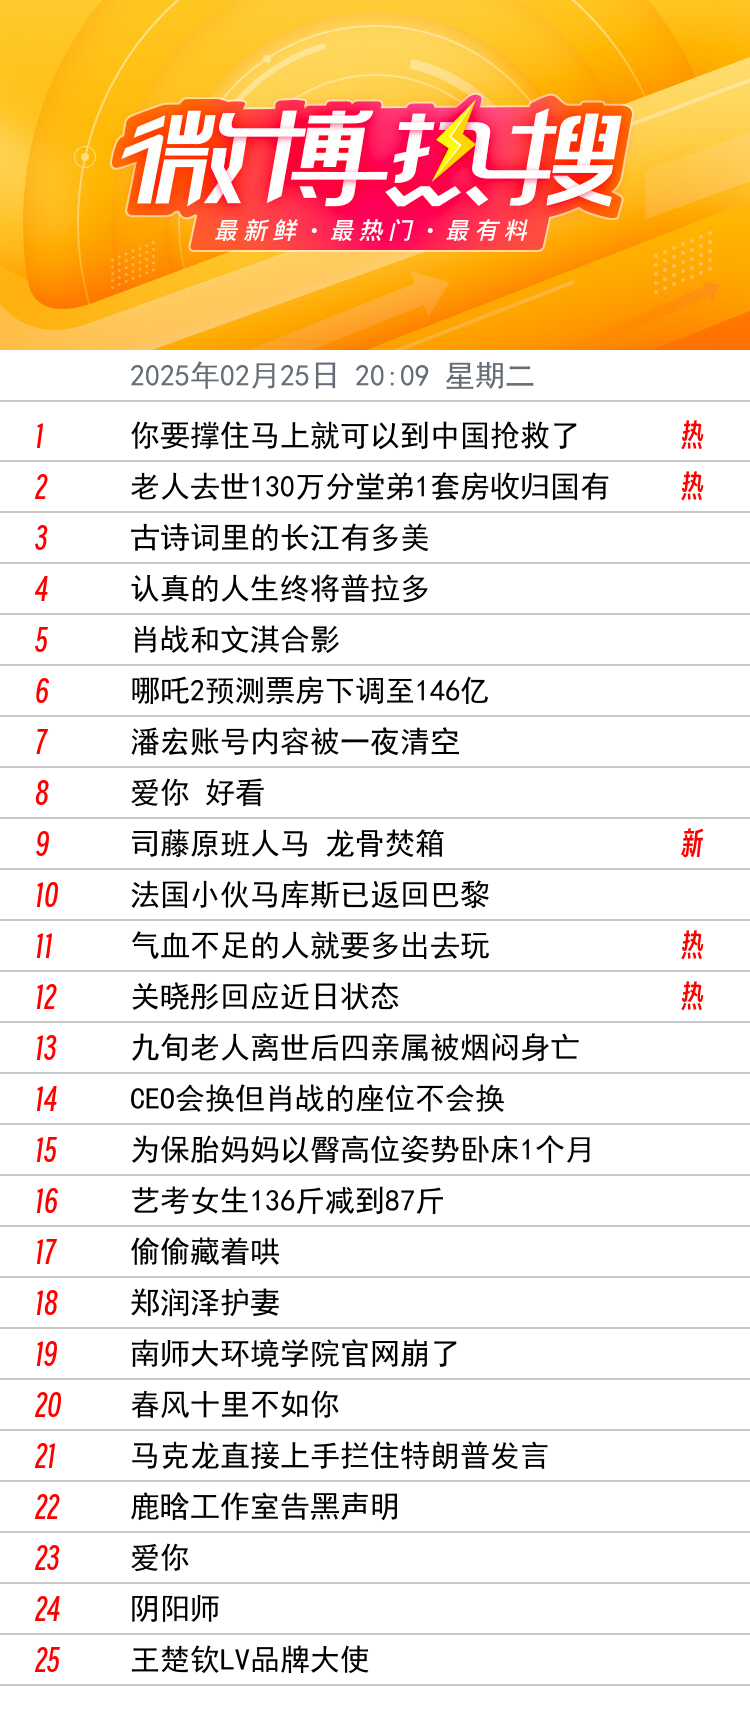 微博热搜
最新鲜·最热门·最有料
2025年02月25日 20:09 星期二
1 你要撑住马上就可以到中国抢救了 热
2 老人去世130万分堂弟1套房收归国有 热
3 古诗词里的长江有多美
4 认真的人生终将普拉多
5 肖战和文淇合影
6 哪吒2预测票房下调至146亿
7 潘宏账号内容被一夜清空
8 爱你 好看
9 司藤原班人马 龙骨焚箱 新
10 法国小伙马库斯已返回巴黎
11 气血不足的人就要多出去玩 热
12 关晓彤回应近日状态 热
13 九旬老人离世后四亲属被烟闷身亡
14 CEO会换但肖战的座位不会换
15 为保胎妈妈以臀高位姿势卧床1个月
16 艺考女生136斤减到87斤
17 偷偷藏着哄
18 郑润泽护妻
19 南师大环境学院官网崩了
20 春风十里不如你
21 马克龙直接上手拦住特朗普发言
22 鹿晗工作室告黑声明
23 爱你
24 阴阳师
25 王楚钦LV品牌大使